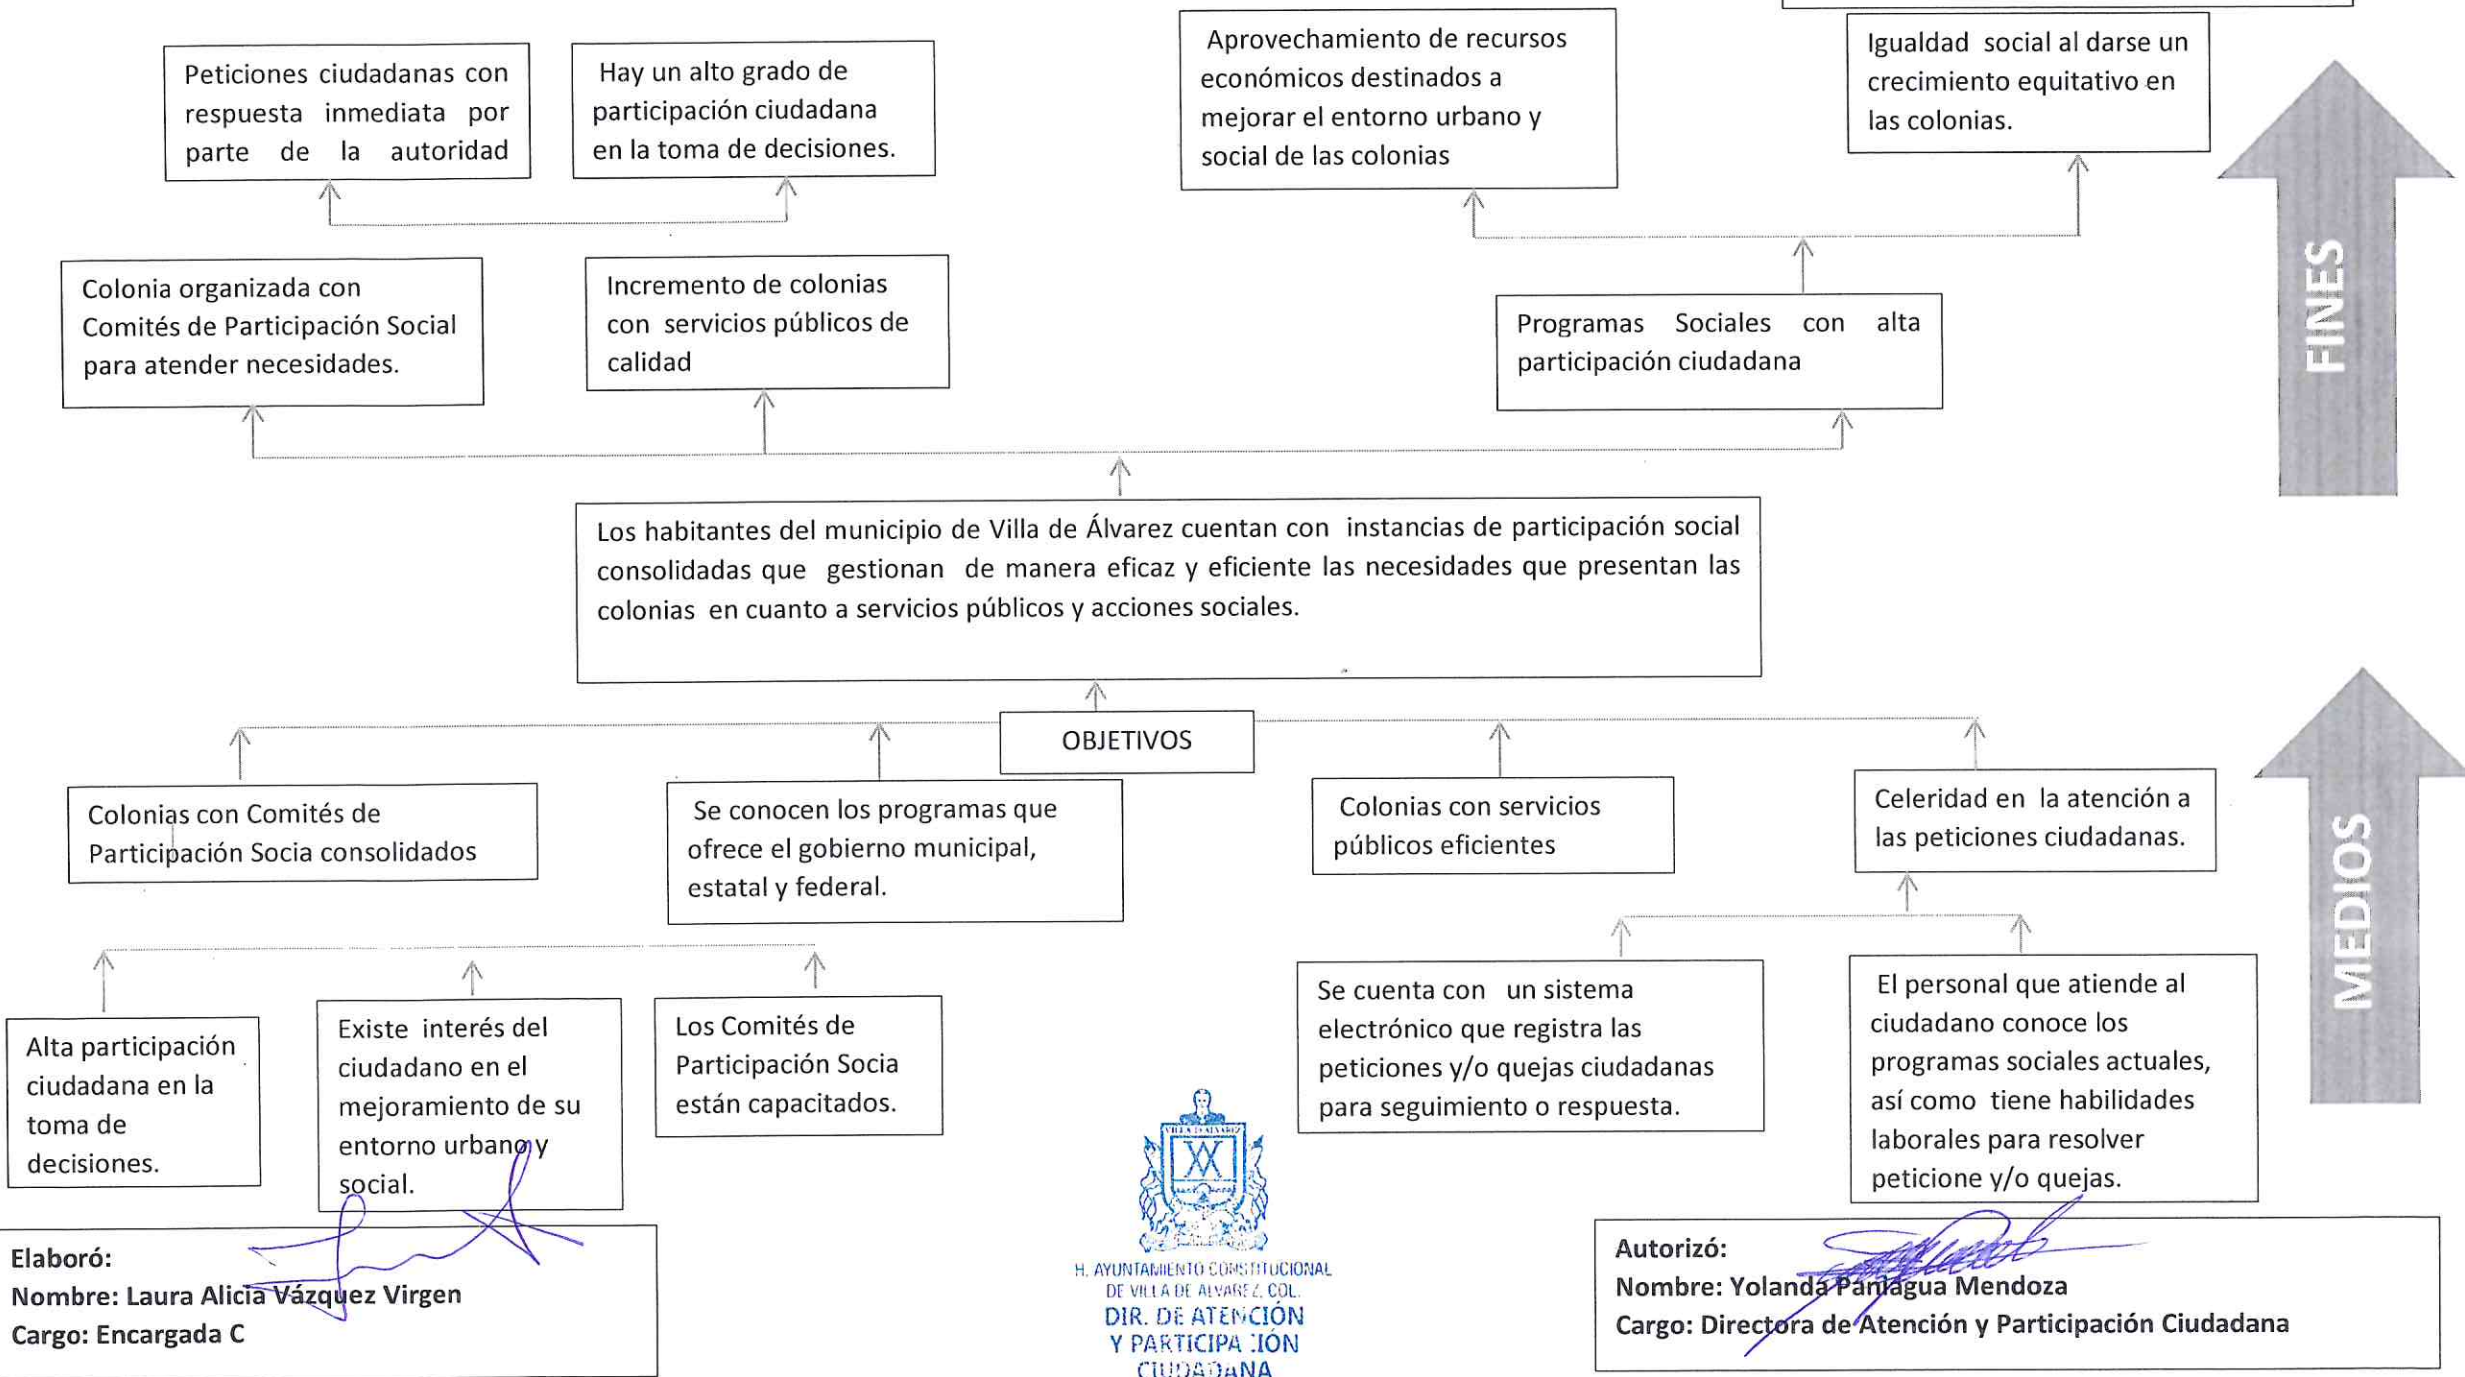 Peticiones ciudadanas con
respuesta inmediata por
parte de la autoridad
Hay un alto grado de
participación ciudadana
en la toma de decisiones.
Aprovechamiento de recursos
económicos destinados a
mejorar el entorno urbano y
social de las colonias
Igualdad social al darse un
crecimiento equitativo en
las colonias.
FINES
Colonia organizada con
Comités de Participación Social
para atender necesidades.
Incremento de colonias
con servicios públicos de
calidad
Programas Sociales con alta
participación ciudadana
Los habitantes del municipio de Villa de Álvarez cuentan con instancias de participación social
consolidadas que gestionan de manera eficaz y eficiente las necesidades que presentan las
colonias en cuanto a servicios públicos y acciones sociales.
OBJETIVOS
Colonias con Comités de
Participación Socia consolidados
Se conocen los programas que
ofrece el gobierno municipal,
estatal y federal.
Colonias con servicios
públicos eficientes
Celeridad en la atención a
las peticiones ciudadanas.
MEDIOS
Alta participación
ciudadana en la
toma de
decisiones.
Existe interés del
ciudadano en el
mejoramiento de su
entorno urbano y
social.
Los Comités de
Participación Socia
están capacitados.
Se cuenta con un sistema
electrónico que registra las
peticiones y/o quejas ciudadanas
para seguimiento o respuesta.
El personal que atiende al
ciudadano conoce los
programas sociales actuales,
así como tiene habilidades
laborales para resolver
peticione y/o quejas.
Elaboró:
Nombre: Laura Alicia Vázquez Virgen
Cargo: Encargada C
H. AYUNTAMIENTO CONSTITUCIONAL
DE VILLA DE ALVAREZ, COL.
DIR. DE ATENCIÓN
Y PARTICIPACIÓN
CIUDADANA
Autorizó:
Nombre: Yolanda Paniagua Mendoza
Cargo: Directora de Atención y Participación Ciudadana